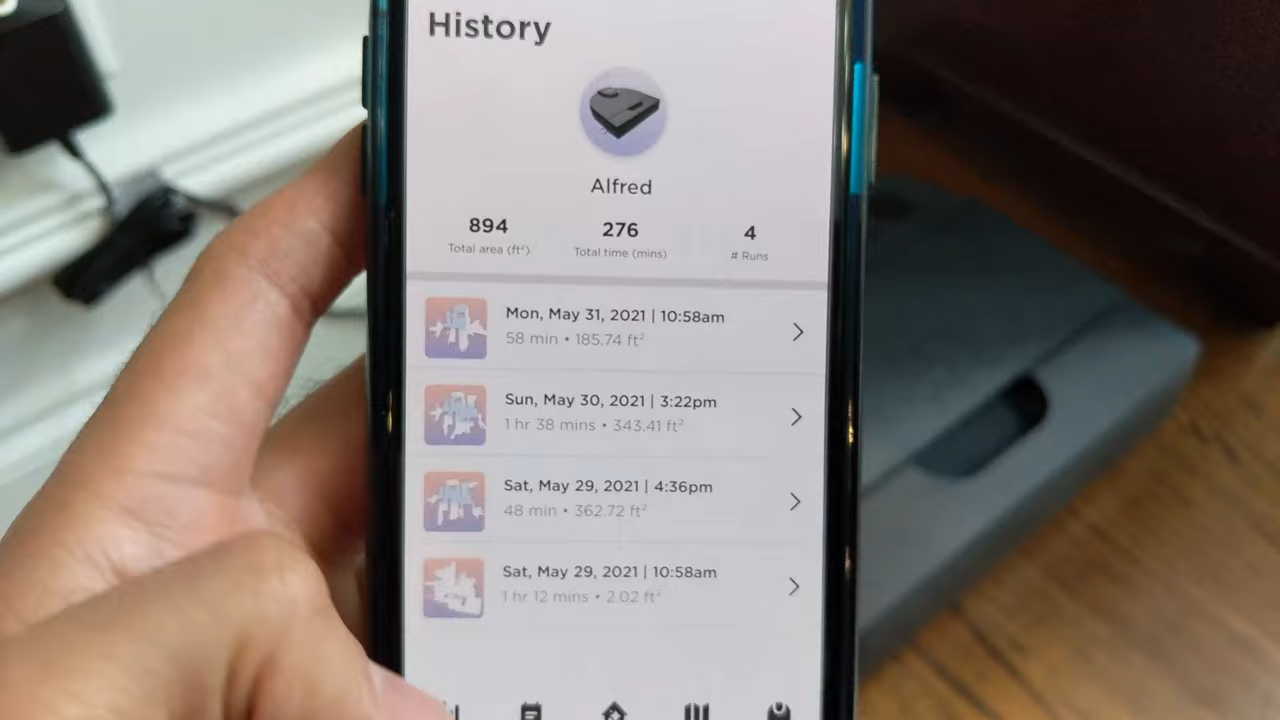 History
Alfred
894 276 4
Total area (ft²) Total time (mins) # Runs
Mon, May 31, 2021 | 10:58am
58 min • 185.74 ft²
Sun, May 30, 2021 | 3:22pm
1 hr 38 mins • 343.41 ft²
Sat, May 29, 2021 | 4:36pm
48 min • 362.72 ft²
Sat, May 29, 2021 | 10:58am
1 hr 12 mins • 2.02 ft²